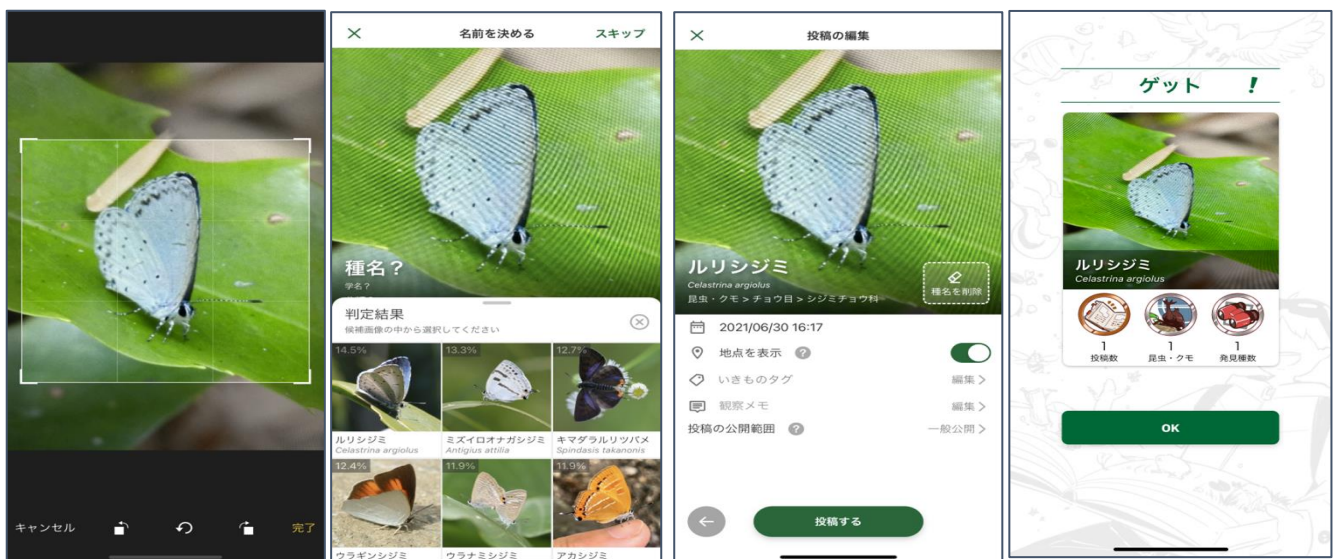 キャンセル
完了
名前を決める
スキップ
種名？
学名？
判定結果
候補画像の中から選択してください
14.5%
13.3%
12.7%
ルリシジミ
Celastrina argiolus
ミズイロオナガシジミ
Antigius attilia
キマダラルリツバメ
Spindasis takanonis
12.4%
11.9%
11.9%
ウラギンシジミ
ウラナミシジミ
アカシジミ
投稿の編集
ルリシジミ
Celastrina argiolus
昆虫・クモ > チョウ目 > シジミチョウ科
種名を削除
2021/06/30 16:17
地点を表示 ?
いきものタグ
編集 >
観察メモ
編集 >
投稿の公開範囲 ?
一般公開 >
投稿する
ゲット !
ルリシジミ
Celastrina argiolus
1
投稿数
1
昆虫・クモ
1
発見種数
OK